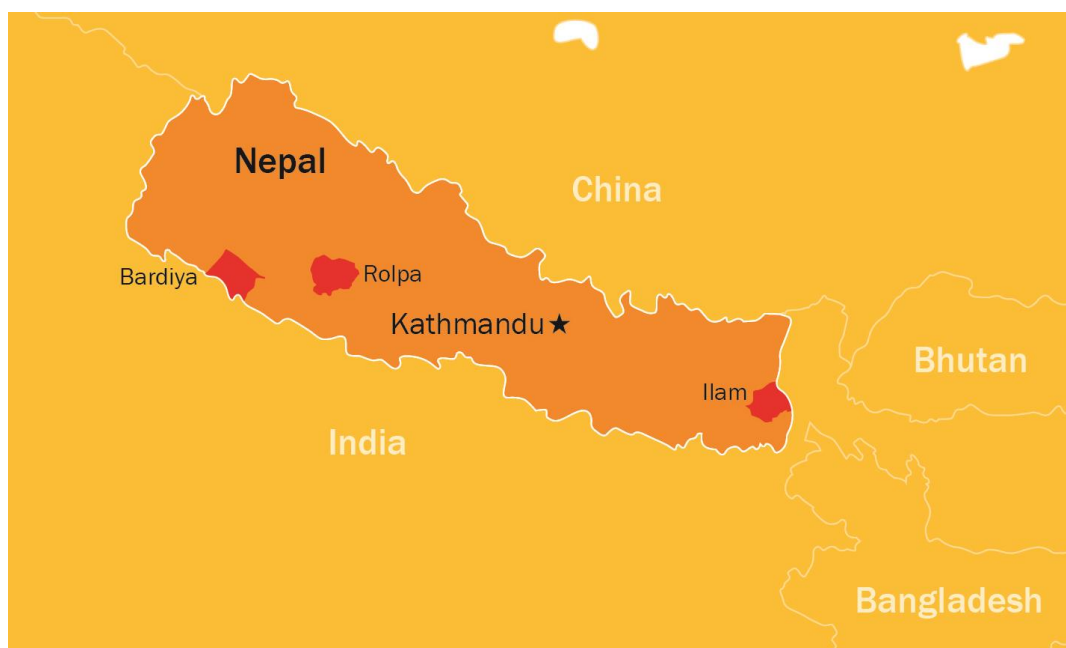 Nepal
China
Bardiya
Rolpa
Kathmandu
Bhutan
Ilam
India
Bangladesh